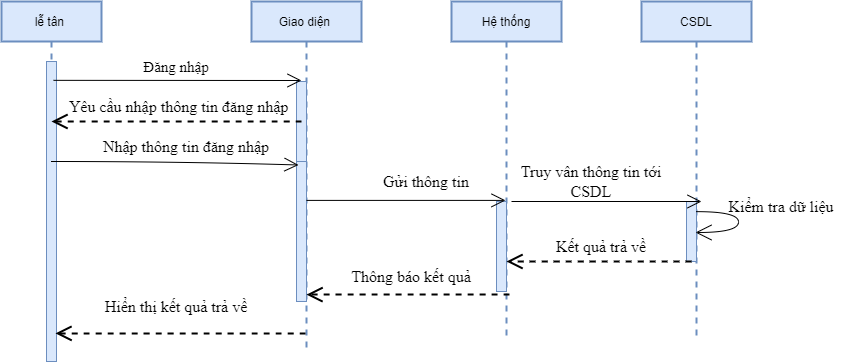 lễ tân
Giao diện
Hệ thống
CSDL
Đăng nhập
Yêu cầu nhập thông tin đăng nhập
Nhập thông tin đăng nhập
Gửi thông tin
Truy vân thông tin tới
CSDL
Kiểm tra dữ liệu
Kết quả trả về
Thông báo kết quả
Hiển thị kết quả trả về